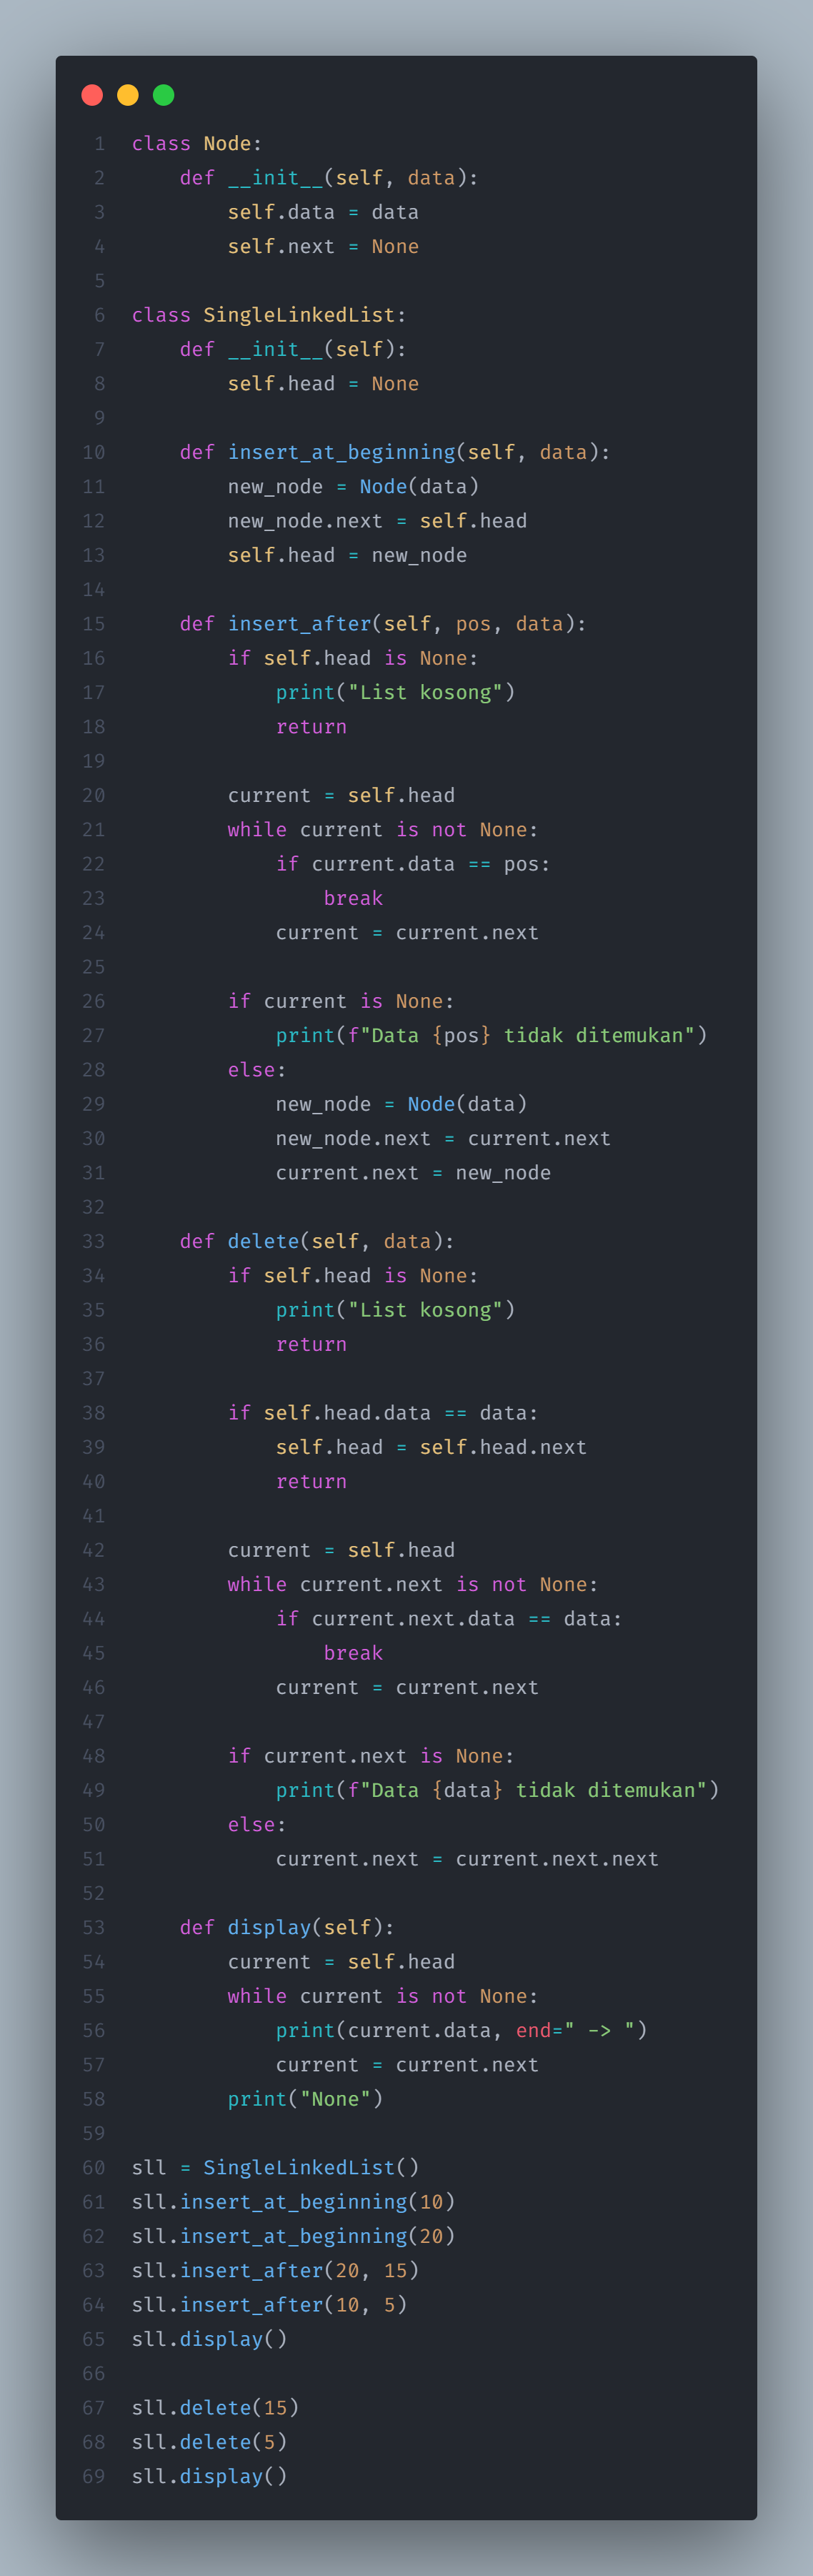 1 class Node:
2     def __init__(self, data):
3         self.data = data
4         self.next = None
5
6 class SingleLinkedList:
7     def __init__(self):
8         self.head = None
9
10     def insert_at_beginning(self, data):
11         new_node = Node(data)
12         new_node.next = self.head
13         self.head = new_node
14
15     def insert_after(self, pos, data):
16         if self.head is None:
17             print("List kosong")
18             return
19
20         current = self.head
21         while current is not None:
22             if current.data == pos:
23                 break
24             current = current.next
25
26         if current is None:
27             print(f"Data {pos} tidak ditemukan")
28         else:
29             new_node = Node(data)
30             new_node.next = current.next
31             current.next = new_node
32
33     def delete(self, data):
34         if self.head is None:
35             print("List kosong")
36             return
37
38         if self.head.data == data:
39             self.head = self.head.next
40             return
41
42         current = self.head
43         while current.next is not None:
44             if current.next.data == data:
45                 break
46             current = current.next
47
48         if current.next is None:
49             print(f"Data {data} tidak ditemukan")
50         else:
51             current.next = current.next.next
52
53     def display(self):
54         current = self.head
55         while current is not None:
56             print(current.data, end=" -> ")
57             current = current.next
58         print("None")
59
60 sll = SingleLinkedList()
61 sll.insert_at_beginning(10)
62 sll.insert_at_beginning(20)
63 sll.insert_after(20, 15)
64 sll.insert_after(10, 5)
65 sll.display()
66
67 sll.delete(15)
68 sll.delete(5)
69 sll.display()